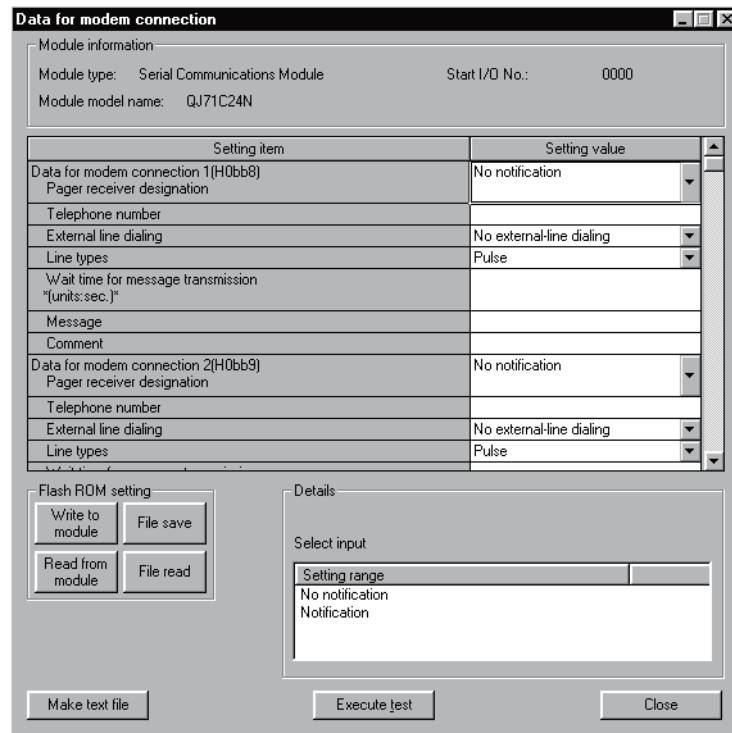 Data for modem connection
Module information
Module type: Serial Communications Module Start I/O No.: 0000
Module model name: QJ71C24N
Setting item Setting value
Data for modem connection 1(H0bb8) No notification
Pager receiver designation
Telephone number
External line dialing No external-line dialing
Line types Pulse
Wait time for message transmission
*(units:sec.)*
Message
Comment
Data for modem connection 2(H0bb9) No notification
Pager receiver designation
Telephone number
External line dialing No external-line dialing
Line types Pulse
Flash ROM setting Details
Write to module File save
Select input
Read from module File read
Setting range
No notification
Notification
Make text file Execute test Close